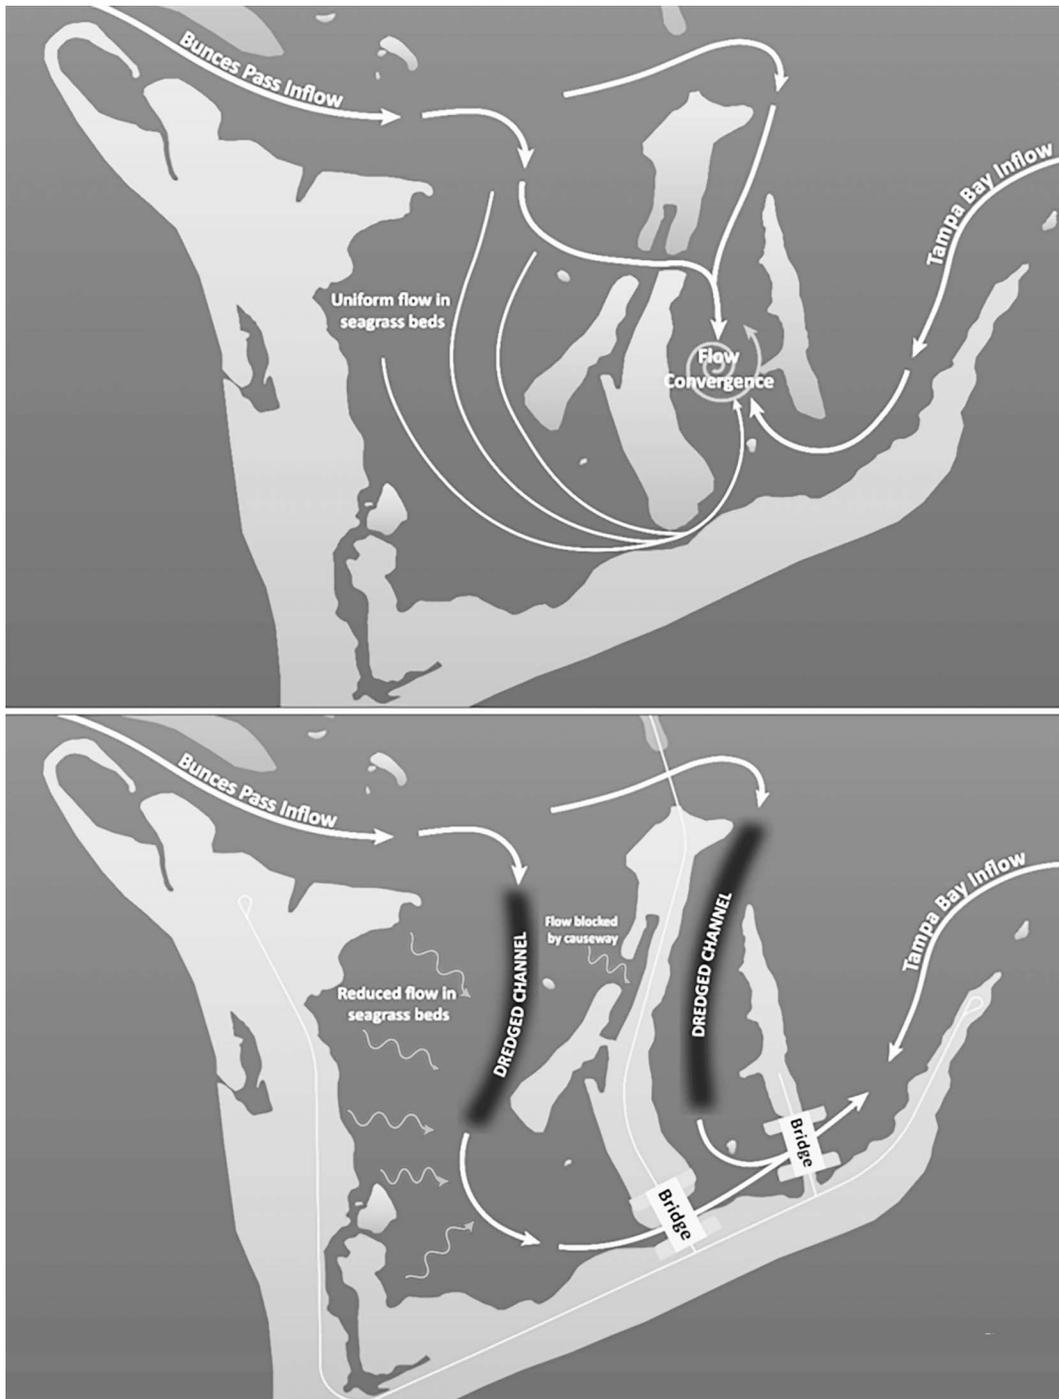 Bunces Pass Inflow
Tampa Bay Inflow
Uniform flow in
seagrass beds
Flow
Convergence
Bunces Pass Inflow
Tampa Bay Inflow
Flow blocked
by causeway
DREDGED CHANNEL
DREDGED CHANNEL
Reduced flow in
seagrass beds
Bridge
Bridge